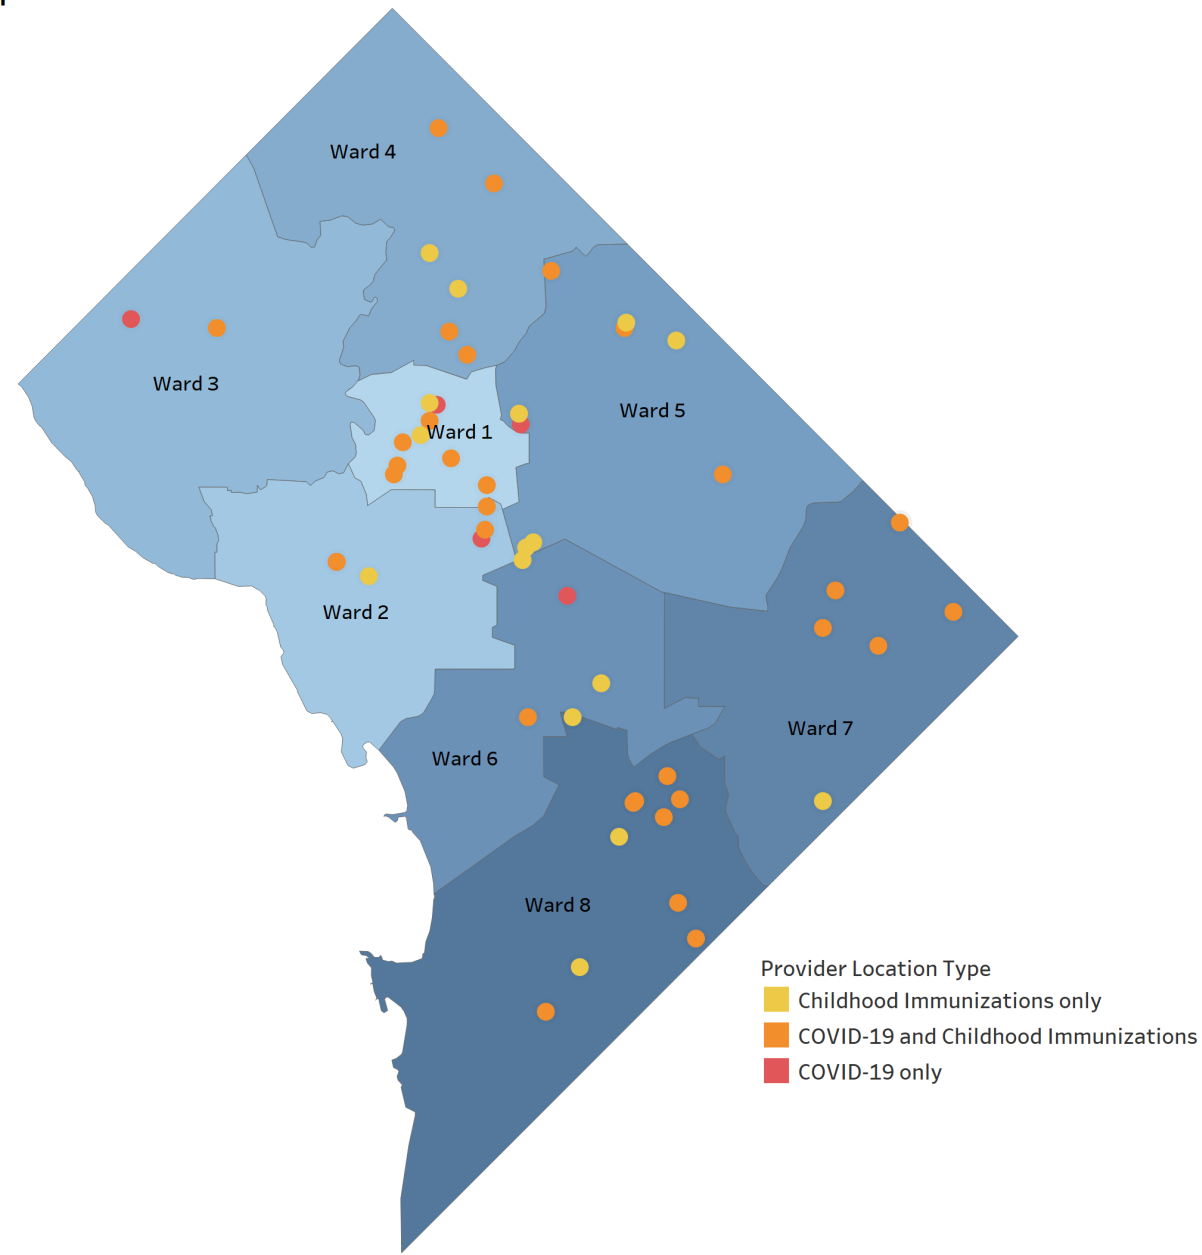 Ward 4
Ward 3
Ward 5
Ward 1
Ward 2
Ward 7
Ward 6
Ward 8
Provider Location Type
Childhood Immunizations only
COVID-19 and Childhood Immunizations
COVID-19 only